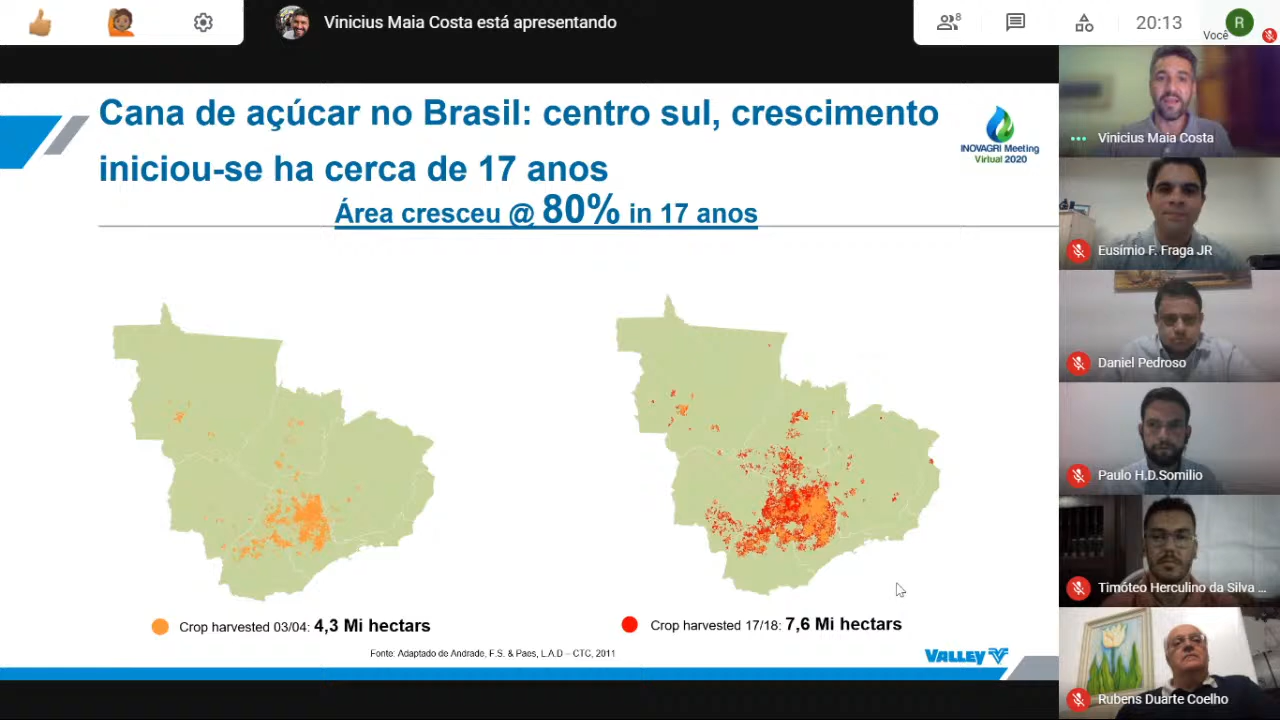 Vinicius Maia Costa está apresentando
8
20:13
R
Você
Cana de açúcar no Brasil: centro sul, crescimento
iniciou-se ha cerca de 17 anos
Área cresceu @ 80% in 17 anos
INOVAGRI Meeting
Virtual 2020
Crop harvested 03/04: 4,3 Mi hectars
Crop harvested 17/18: 7,6 Mi hectars
Fonte: Adaptado de Andrade, F.S. & Paes, L.A.D – CTC, 2011
VALLEY
Vinicius Maia Costa
Eusímio F. Fraga JR
Daniel Pedroso
Paulo H.D.Somilio
Timóteo Herculino da Silva ...
Rubens Duarte Coelho